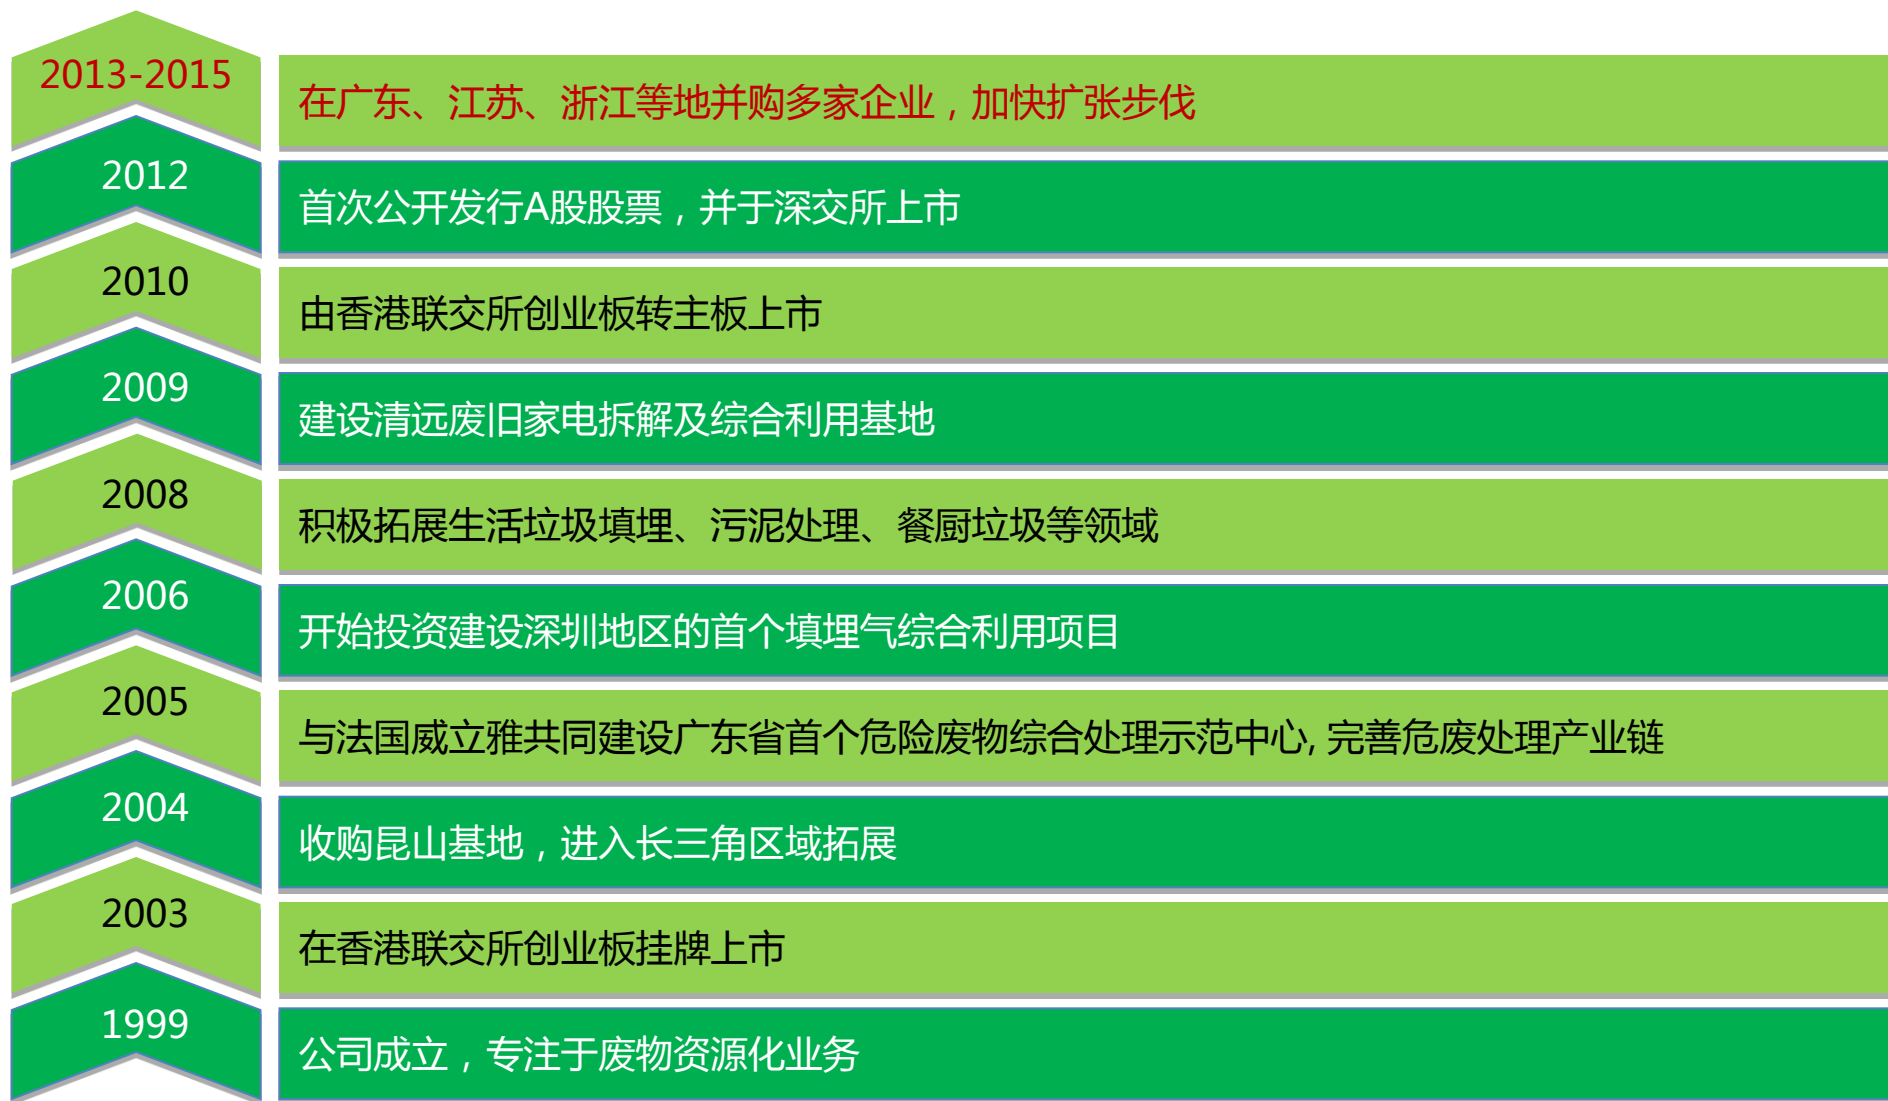 2013-2015
在广东、江苏、浙江等地并购多家企业，加快扩张步伐
2012
首次公开发行A股股票，并于深交所上市
2010
由香港联交所创业板转主板上市
2009
建设清远废旧家电拆解及综合利用基地
2008
积极拓展生活垃圾填埋、污泥处理、餐厨垃圾等领域
2006
开始投资建设深圳地区的首个填埋气综合利用项目
2005
与法国威立雅共同建设广东省首个危险废物综合处理示范中心, 完善危废处理产业链
2004
收购昆山基地，进入长三角区域拓展
2003
在香港联交所创业板挂牌上市
1999
公司成立，专注于废物资源化业务